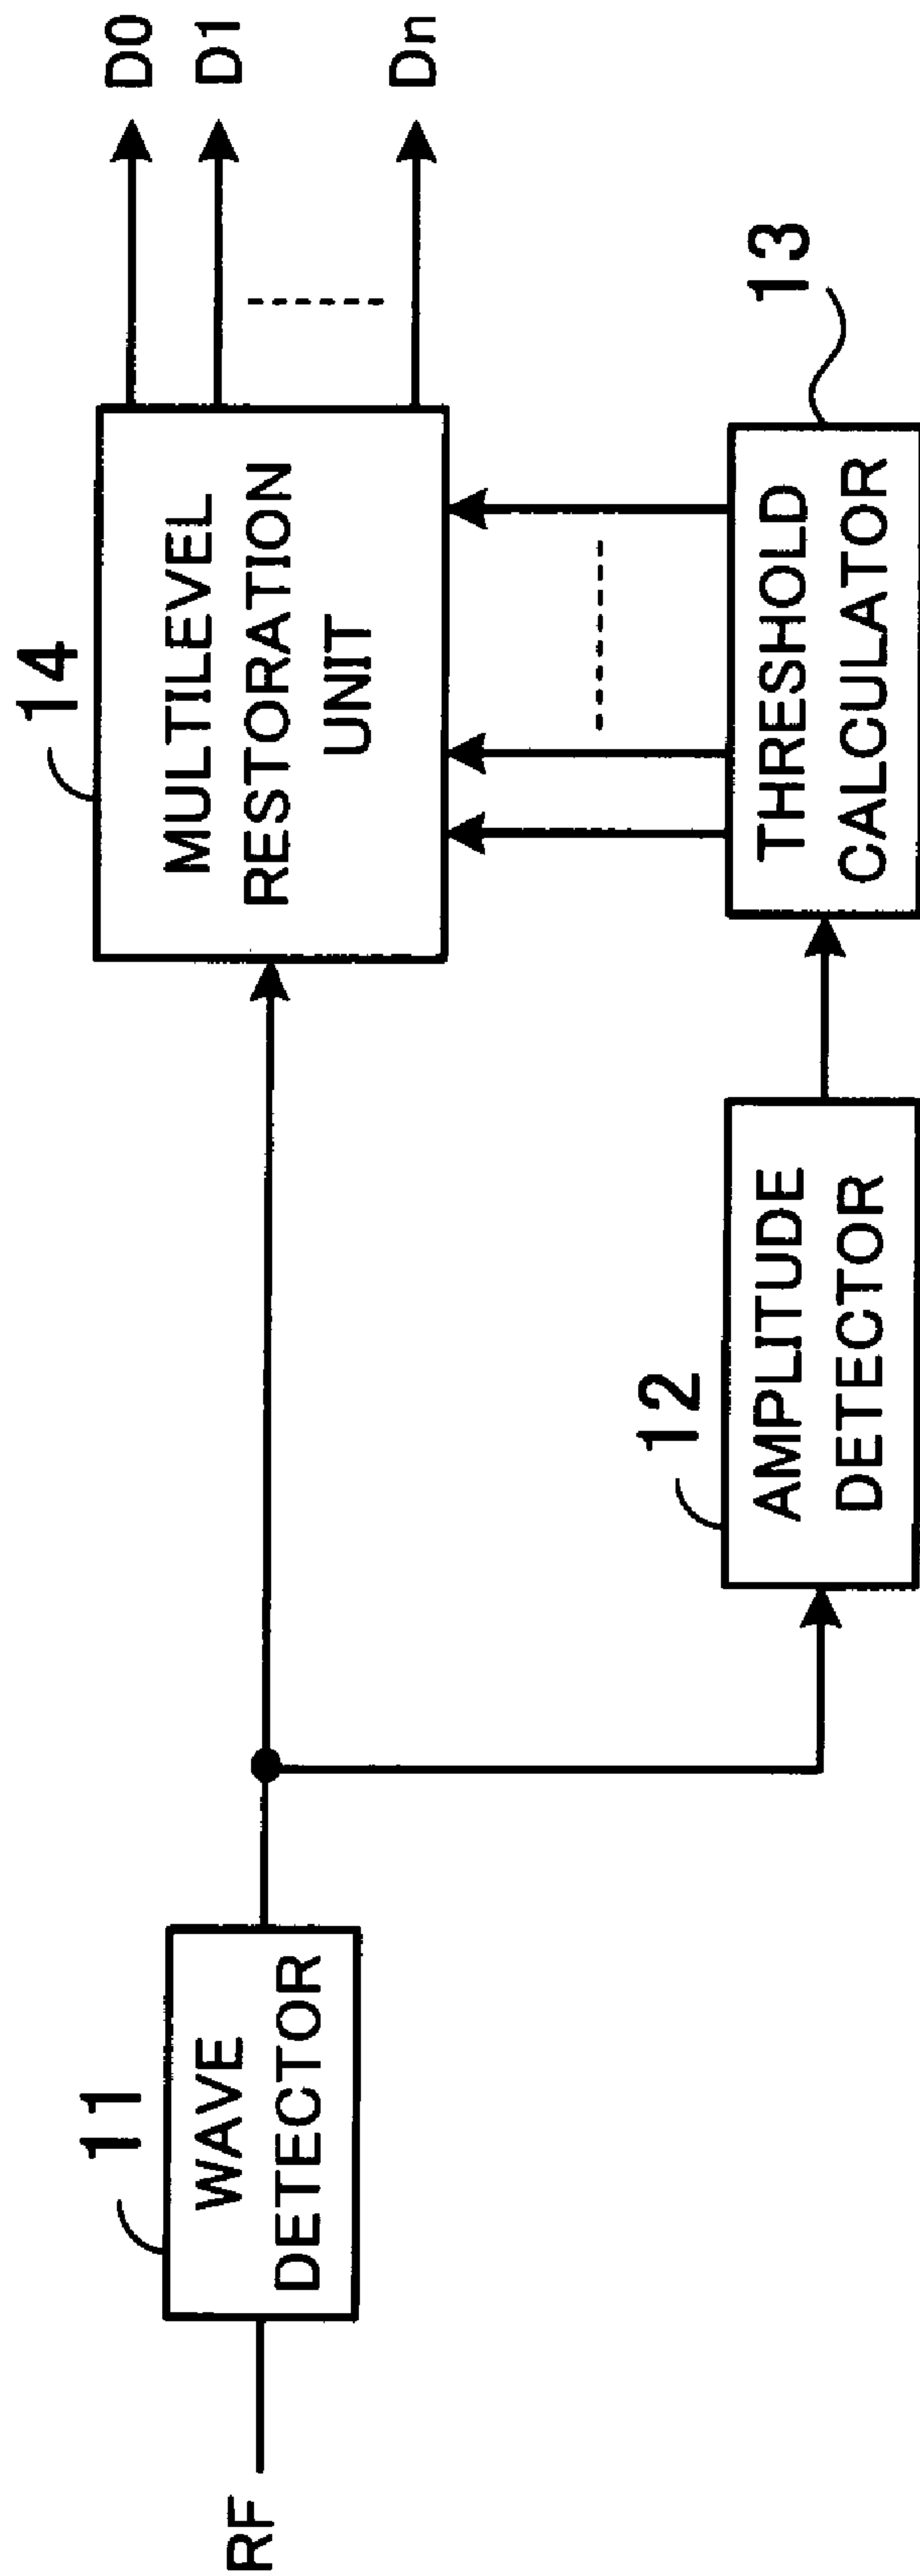 RF
11
WAVE
DETECTOR
12
AMPLITUDE
DETECTOR
13
THRESHOLD
CALCULATOR
14
MULTILEVEL
RESTORATION
UNIT
D0
D1
Dn